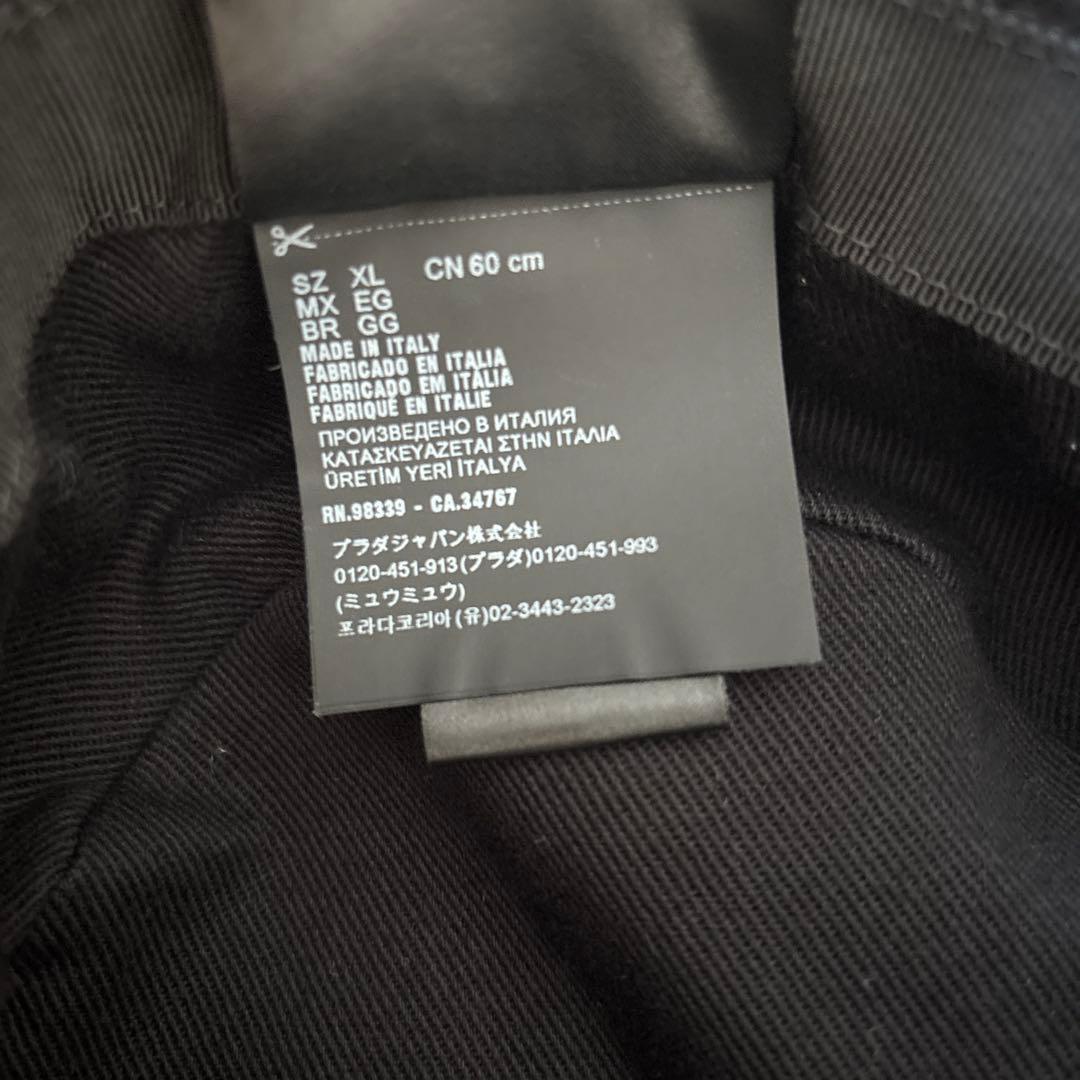 SZ XL CN 60 cm
MX EG
BR GG
MADE IN ITALY
FABRICADO EN ITALIA
FABRICADO EM ITÁLIA
FABRIQUÉ EN ITALIE
ПРОИЗВЕДЕНО В ИТАЛИЯ
ΚΑΤΑΣΚΕΥΑΖΕΤΑΙ ΣΤΗΝ ΙΤΑΛΙΑ
ÜRETİM YERİ İTALYA
RN.98339 - CA.34767
プラダジャパン株式会社
0120-451-913(プラダ)0120-451-993
(ミュウミュウ)
프라다코리아(유)02-3443-2323